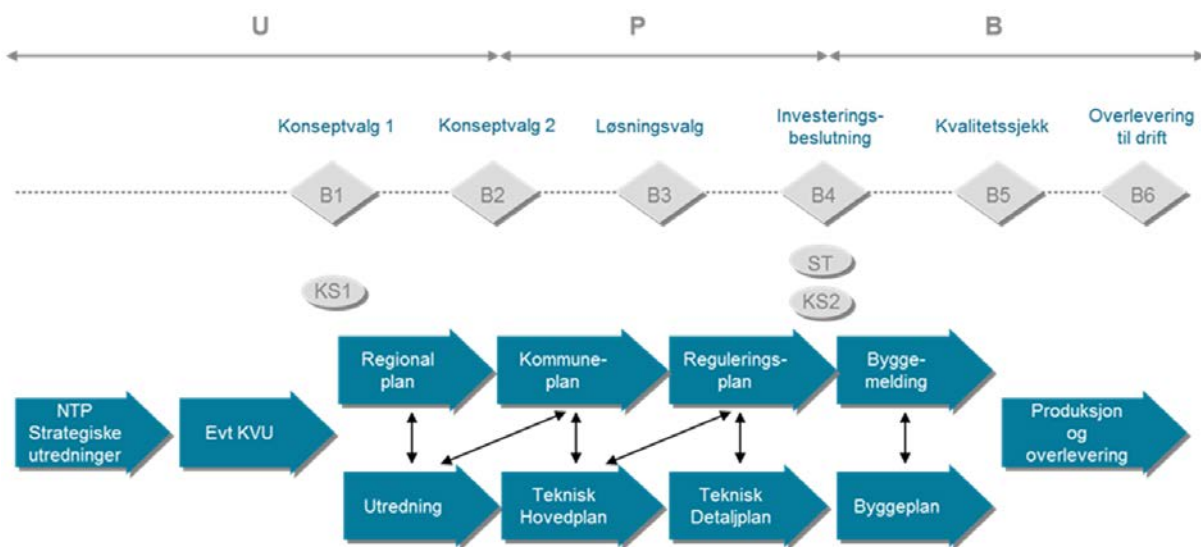 U
P
B
Konseptvalg 1
Konseptvalg 2
Løsningsvalg
Investerings-
beslutning
Kvalitetssjekk
Overlevering
til drift
B1
B2
B3
B4
B5
B6
ST
KS1
KS2
Regional
plan
Kommune-
plan
Regulerings-
plan
Bygge-
melding
NTP
Strategiske
utredninger
Evt KVU
Produksjon
og
overlevering
Utredning
Teknisk
Hovedplan
Teknisk
Detaljplan
Byggeplan